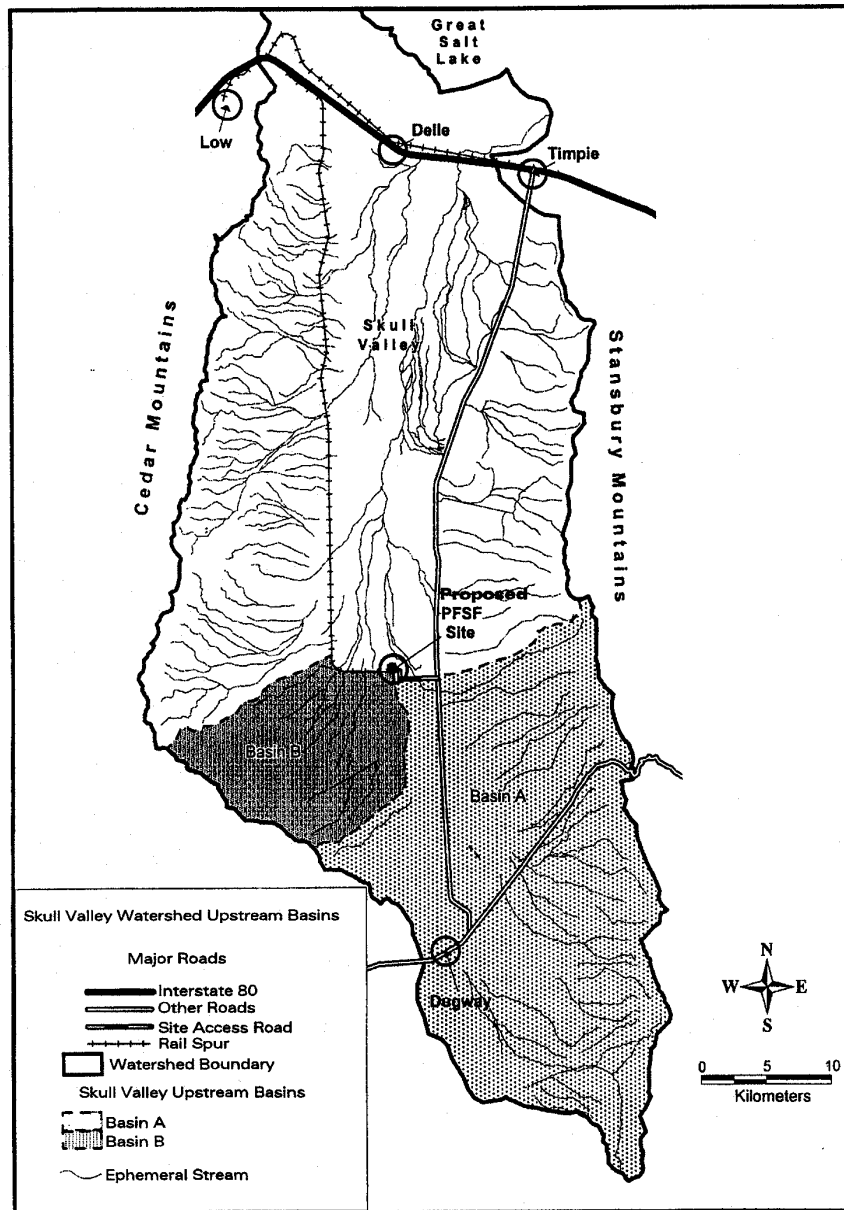 Great
Salt
Lake
Low
Delle
Timpie
Skull
Valley
Cedar Mountains
Stansbury Mountains
Proposed
PFSF
Site
Basin B
Basin A
Dugway
Skull Valley Watershed Upstream Basins
Major Roads
Interstate 80
Other Roads
Site Access Road
Rail Spur
Watershed Boundary
Skull Valley Upstream Basins
Basin A
Basin B
Ephemeral Stream
N
W E
S
0 5 10
Kilometers